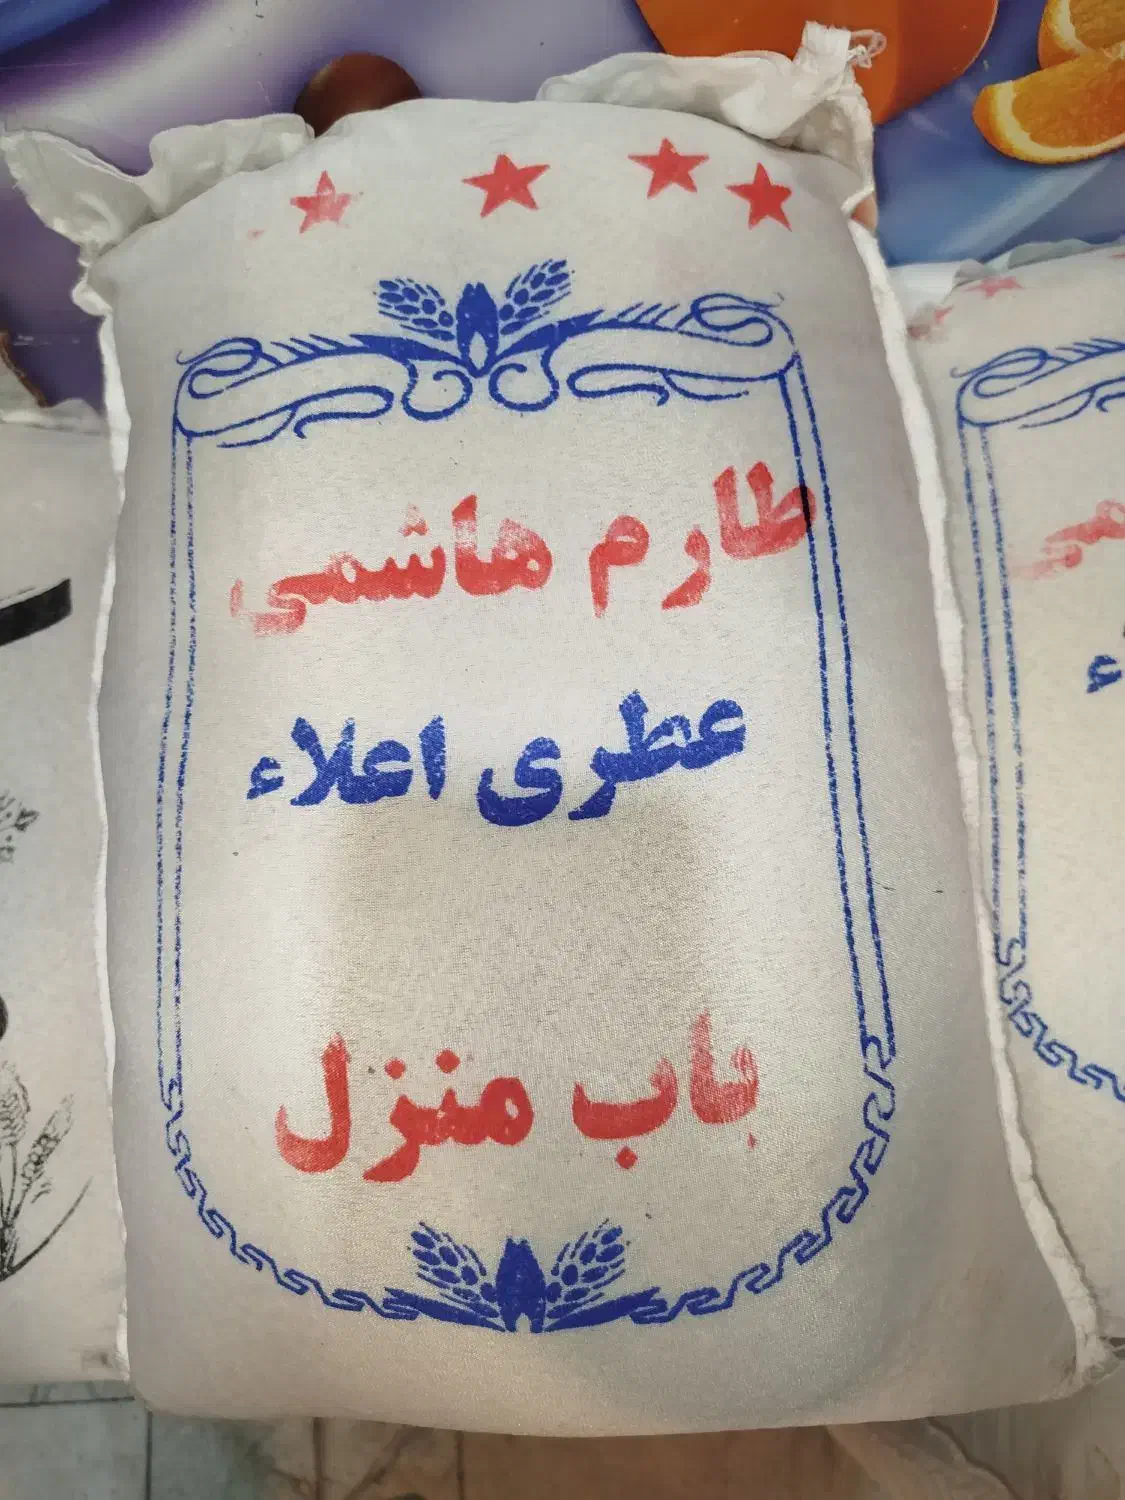 طارم هاشمی
عطری اعلاء
باب منزل